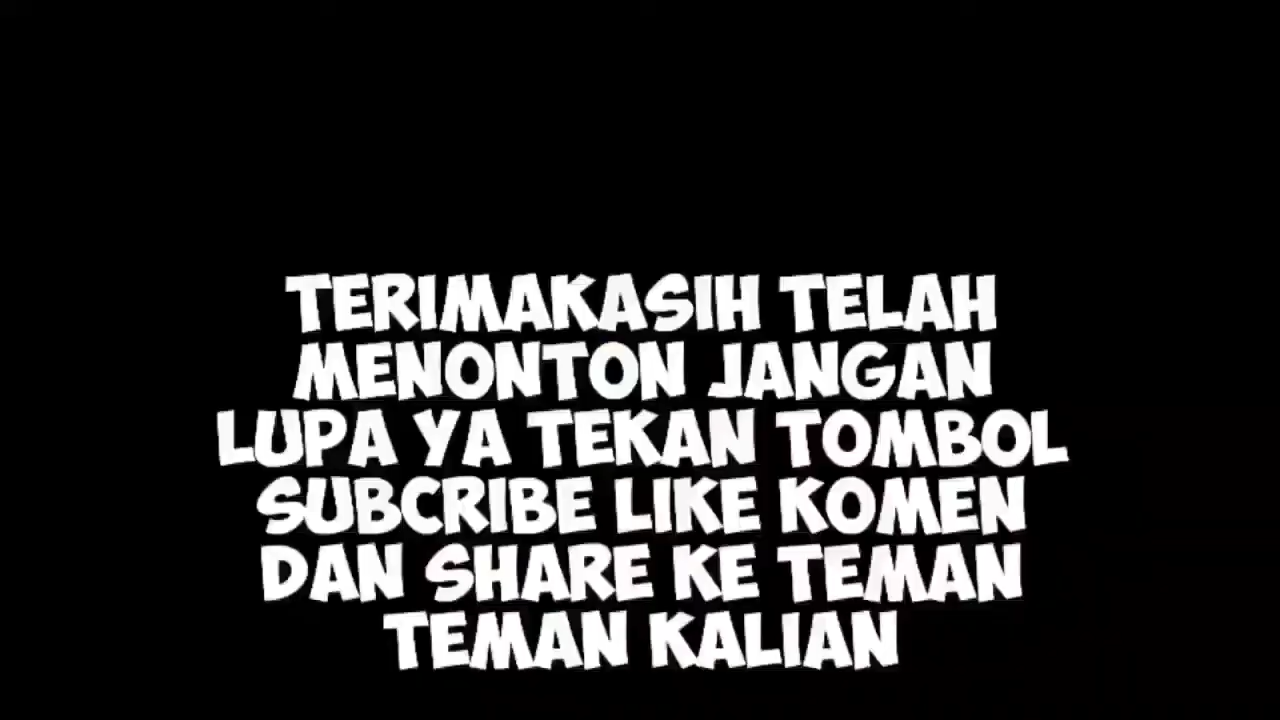 TERIMAKASIH TELAH
MENONTON JANGAN
LUPA YA TEKAN TOMBOL
SUBCRIBE LIKE KOMEN
DAN SHARE KE TEMAN
TEMAN KALIAN